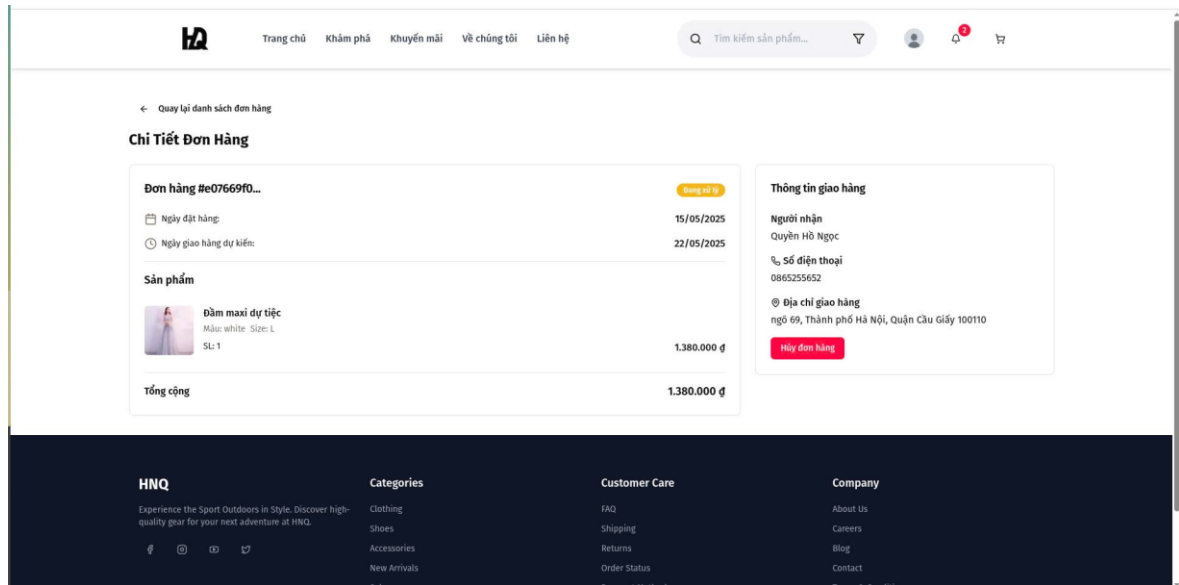 HQ
Trang chủ Khám phá Khuyến mãi Về chúng tôi Liên hệ
Tìm kiếm sản phẩm...
2
Quay lại danh sách đơn hàng
Chi Tiết Đơn Hàng
Đơn hàng #e07669f0...
Đang xử lý
Ngày đặt hàng:
15/05/2025
Ngày giao hàng dự kiến:
22/05/2025
Sản phẩm
Đầm maxi dự tiệc
Màu: white Size: L
SL: 1
1.380.000 ₫
Tổng cộng
1.380.000 ₫
Thông tin giao hàng
Người nhận
Quyền Hồ Ngọc
Số điện thoại
0865255652
Địa chỉ giao hàng
ngõ 69, Thành phố Hà Nội, Quận Cầu Giấy 100110
Hủy đơn hàng
HNQ
Experience the Sport Outdoors in Style. Discover high-
quality gear for your next adventure at HNQ.
Categories
Clothing
Shoes
Accessories
New Arrivals
Customer Care
FAQ
Shipping
Returns
Order Status
Company
About Us
Careers
Blog
Contact